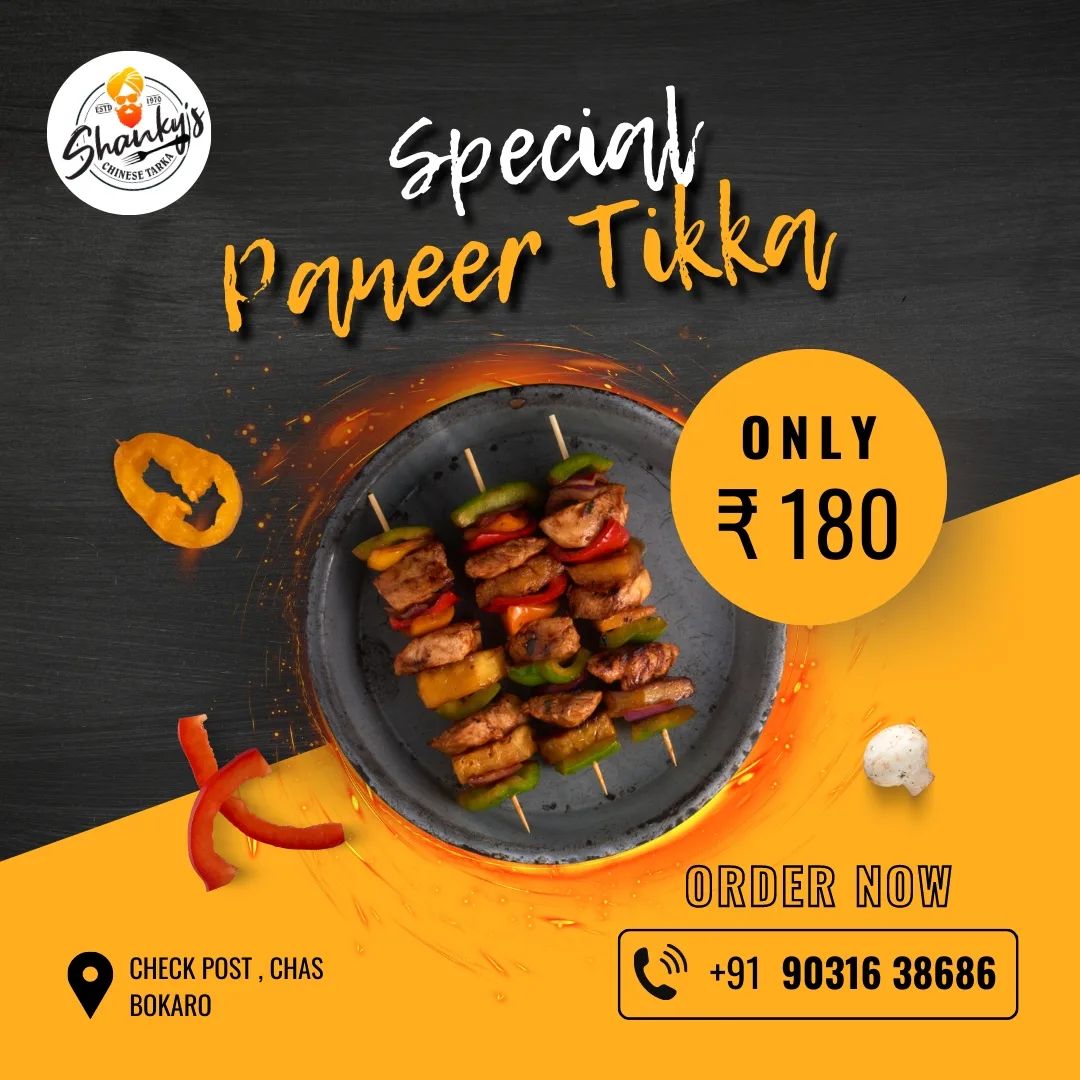 ESTD 1970
Shanky's
CHINESE TARKA
Special
Paneer Tikka
ONLY
₹ 180
ORDER NOW
+91 90316 38686
CHECK POST , CHAS
BOKARO